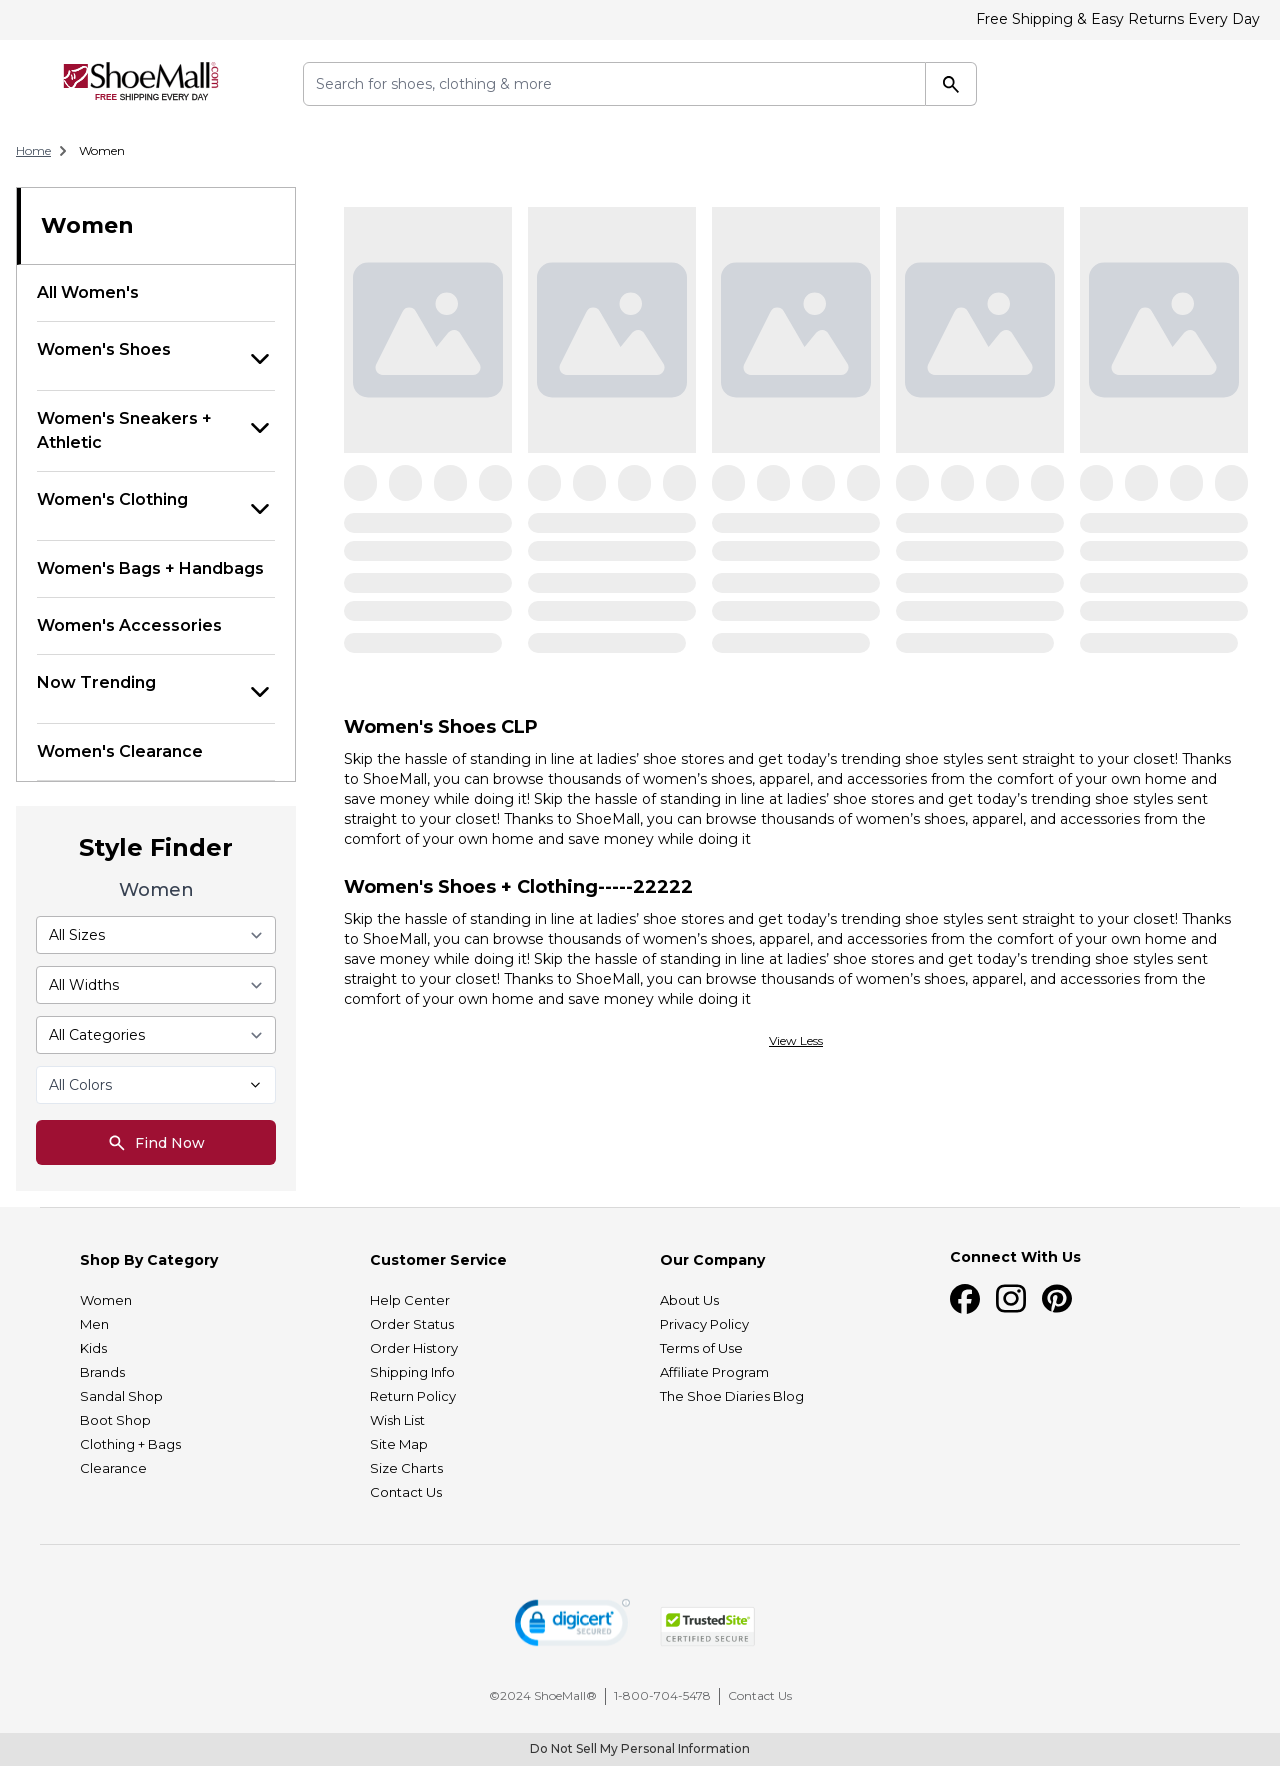 Free Shipping & Easy Returns Every Day
ShoeMall.com
FREE SHIPPING EVERY DAY
Search for shoes, clothing & more
Home
Women
Women
All Women's
Women's Shoes
Women's Sneakers +
Athletic
Women's Clothing
Women's Bags + Handbags
Women's Accessories
Now Trending
Women's Clearance
Style Finder
Women
All Sizes
All Widths
All Categories
All Colors
Find Now
Women's Shoes CLP
Skip the hassle of standing in line at ladies’ shoe stores and get today’s trending shoe styles sent straight to your closet! Thanks
to ShoeMall, you can browse thousands of women’s shoes, apparel, and accessories from the comfort of your own home and
save money while doing it! Skip the hassle of standing in line at ladies’ shoe stores and get today’s trending shoe styles sent
straight to your closet! Thanks to ShoeMall, you can browse thousands of women’s shoes, apparel, and accessories from the
comfort of your own home and save money while doing it
Women's Shoes + Clothing-----22222
Skip the hassle of standing in line at ladies’ shoe stores and get today’s trending shoe styles sent straight to your closet! Thanks
to ShoeMall, you can browse thousands of women’s shoes, apparel, and accessories from the comfort of your own home and
save money while doing it! Skip the hassle of standing in line at ladies’ shoe stores and get today’s trending shoe styles sent
straight to your closet! Thanks to ShoeMall, you can browse thousands of women’s shoes, apparel, and accessories from the
comfort of your own home and save money while doing it
View Less
Shop By Category
Women
Men
Kids
Brands
Sandal Shop
Boot Shop
Clothing + Bags
Clearance
Customer Service
Help Center
Order Status
Order History
Shipping Info
Return Policy
Wish List
Site Map
Size Charts
Contact Us
Our Company
About Us
Privacy Policy
Terms of Use
Affiliate Program
The Shoe Diaries Blog
Connect With Us
digicert
SECURED
TrustedSite
CERTIFIED SECURE
©2024 ShoeMall®
1-800-704-5478
Contact Us
Do Not Sell My Personal Information